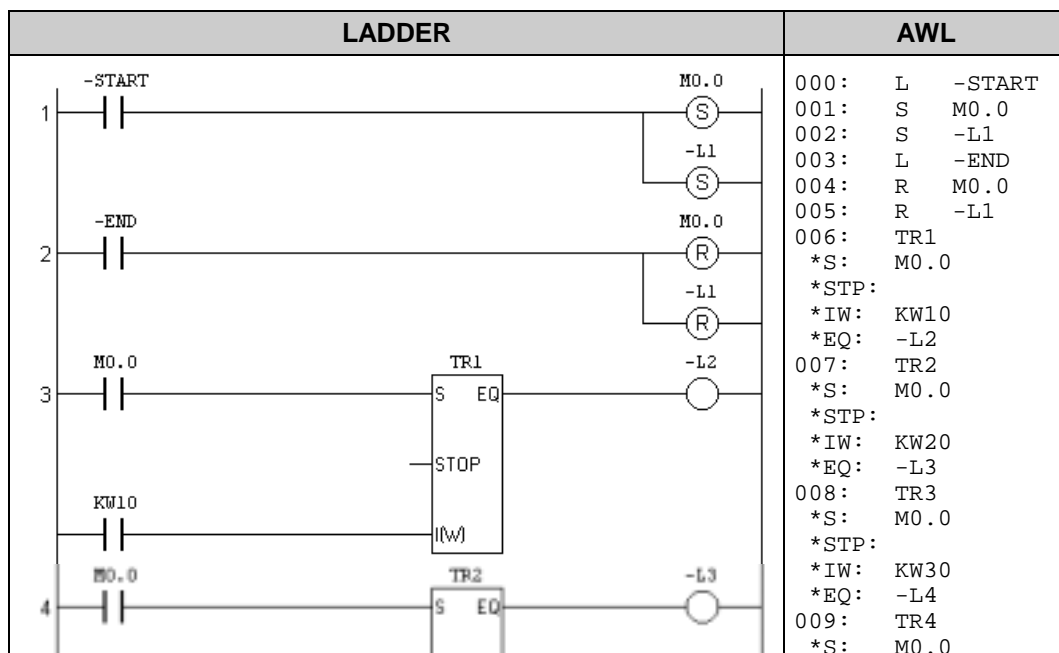 LADDER
AWL
-START
M0.0
1
S
-L1
S
-END
M0.0
2
R
-L1
R
M0.0
TR1
-L2
3
S EQ
STOP
KW10
I(W)
M0.0
TR2
-L3
4
S EQ
000: L -START
001: S M0.0
002: S -L1
003: L -END
004: R M0.0
005: R -L1
006: TR1
*S: M0.0
*STP:
*IW: KW10
*EQ: -L2
007: TR2
*S: M0.0
*STP:
*IW: KW20
*EQ: -L3
008: TR3
*S: M0.0
*STP:
*IW: KW30
*EQ: -L4
009: TR4
*S: M0.0